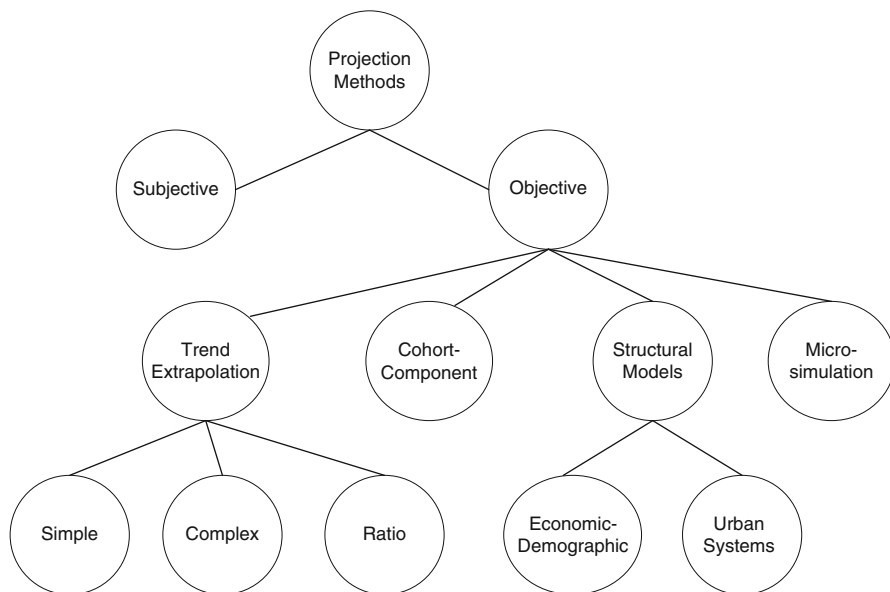 Projection
Methods
Subjective
Objective
Trend
Extrapolation
Cohort-
Component
Structural
Models
Micro-
simulation
Simple
Complex
Ratio
Economic-
Demographic
Urban
Systems